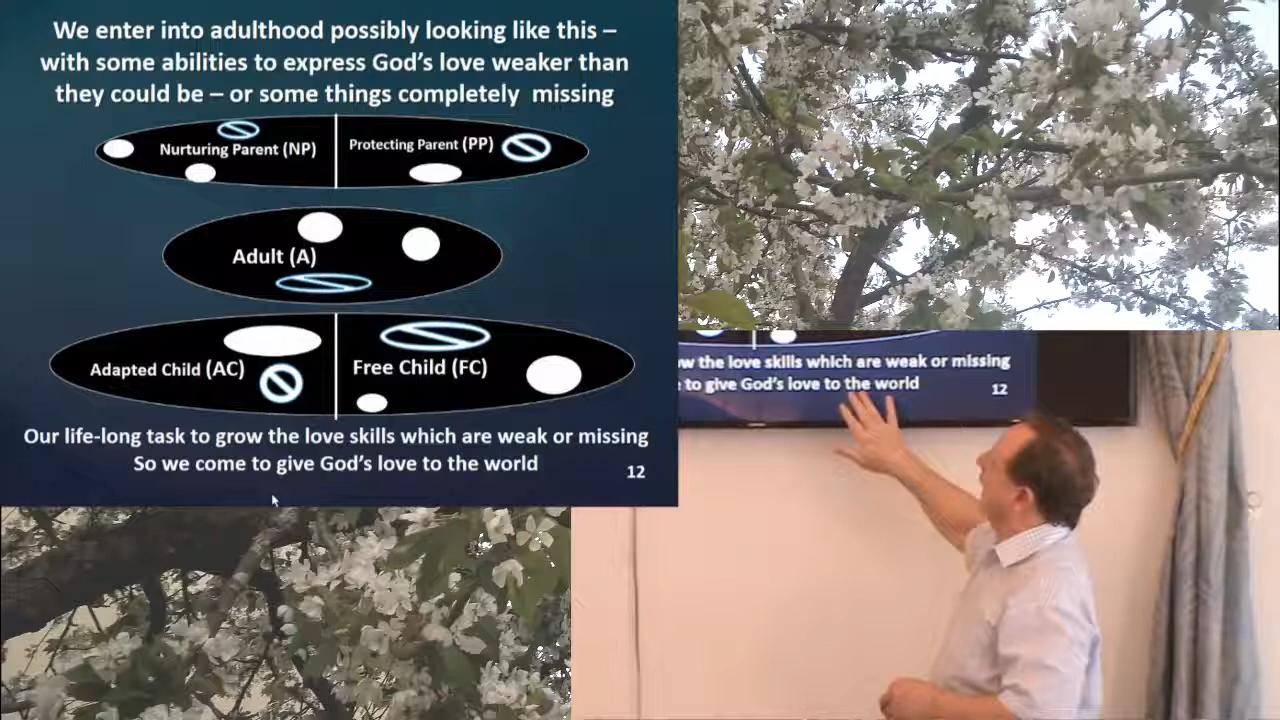 We enter into adulthood possibly looking like this –
with some abilities to express God's love weaker than
they could be – or some things completely missing
Nurturing Parent (NP)
Protecting Parent (PP)
Adult (A)
Adapted Child (AC)
Free Child (FC)
Our life-long task to grow the love skills which are weak or missing
So we come to give God's love to the world
12
the love skills which are weak or missing
to give God's love to the world
12